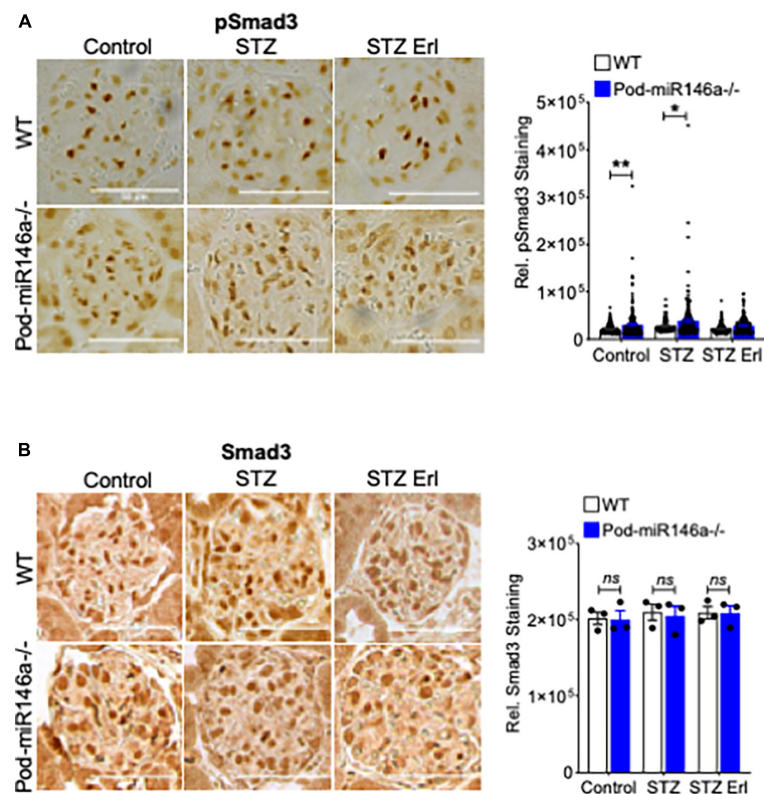 A
pSmad3
Control STZ STZ Erl
WT
Pod-miR146a-/-
WT
Pod-miR146a-/-
Rel. pSmad3 Staining
5×10⁵
4×10⁵
3×10⁵
2×10⁵
1×10⁵
0
** *
Control STZ STZ Erl
B
Smad3
Control STZ STZ Erl
WT
Pod-miR146a-/-
WT
Pod-miR146a-/-
Rel. Smad3 Staining
3×10⁵
2×10⁵
1×10⁵
0
ns ns ns
Control STZ STZ Erl